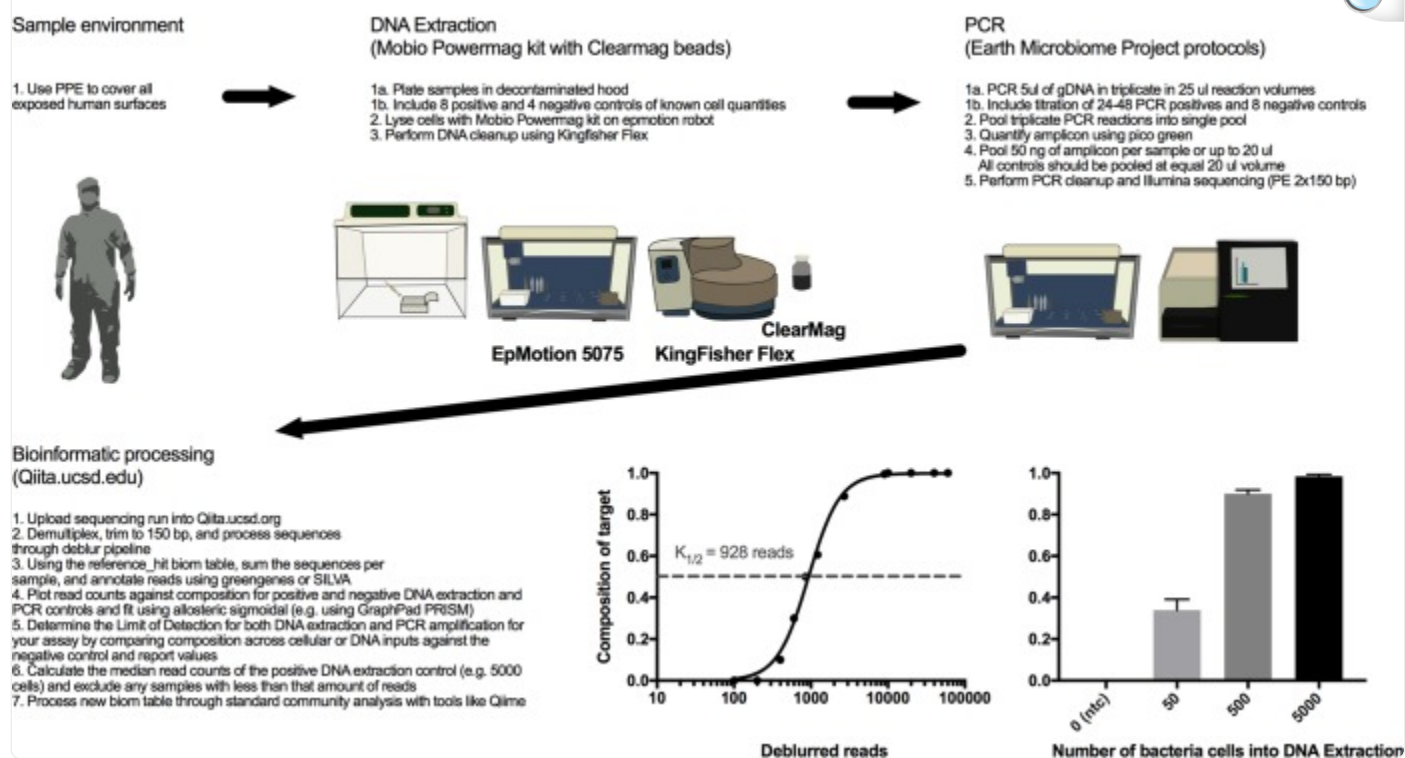 Sample environment
1. Use PPE to cover all
exposed human surfaces
DNA Extraction
(Mobio Powermag kit with Clearmag beads)
1a. Plate samples in decontaminated hood
1b. Include 8 positive and 4 negative controls of known cell quantities
2. Lyse cells with Mobio Powermag kit on epmotion robot
3. Perform DNA cleanup using Kingfisher Flex
PCR
(Earth Microbiome Project protocols)
1a. PCR 5ul of gDNA in triplicate in 25 ul reaction volumes
1b. Include titration of 24-48 PCR positives and 8 negative controls
2. Pool triplicate PCR reactions into single pool
3. Quantify amplicon using pico green
4. Pool 50 ng of amplicon per sample or up to 20 ul
All controls should be pooled at equal 20 ul volume
5. Perform PCR cleanup and Illumina sequencing (PE 2x150 bp)
EpMotion 5075
KingFisher Flex
ClearMag
Bioinformatic processing
(Qiita.ucsd.edu)
1. Upload sequencing run into Qiita.ucsd.org
2. Demultiplex, trim to 150 bp, and process sequences
through deblur pipeline
3. Using the reference_hit biom table, sum the sequences per
sample, and annotate reads using greengenes or SILVA
4. Plot read counts against composition for positive and negative DNA extraction and
PCR controls and fit using allosteric sigmoidal (e.g. using GraphPad PRISM)
5. Determine the Limit of Detection for both DNA extraction and PCR amplification for
your assay by comparing composition across cellular or DNA inputs against the
negative control and report values
6. Calculate the median read counts of the positive DNA extraction control (e.g. 5000
cells) and exclude any samples with less than that amount of reads
7. Process new biom table through standard community analysis with tools like Qiime
Composition of target
1.0
0.8
0.6
0.4
0.2
0.0
K1/2 = 928 reads
10 100 1000 10000 100000
Deblurred reads
1.0
0.8
0.6
0.4
0.2
0.0
0 (ntc) 50 500 5000
Number of bacteria cells into DNA Extraction